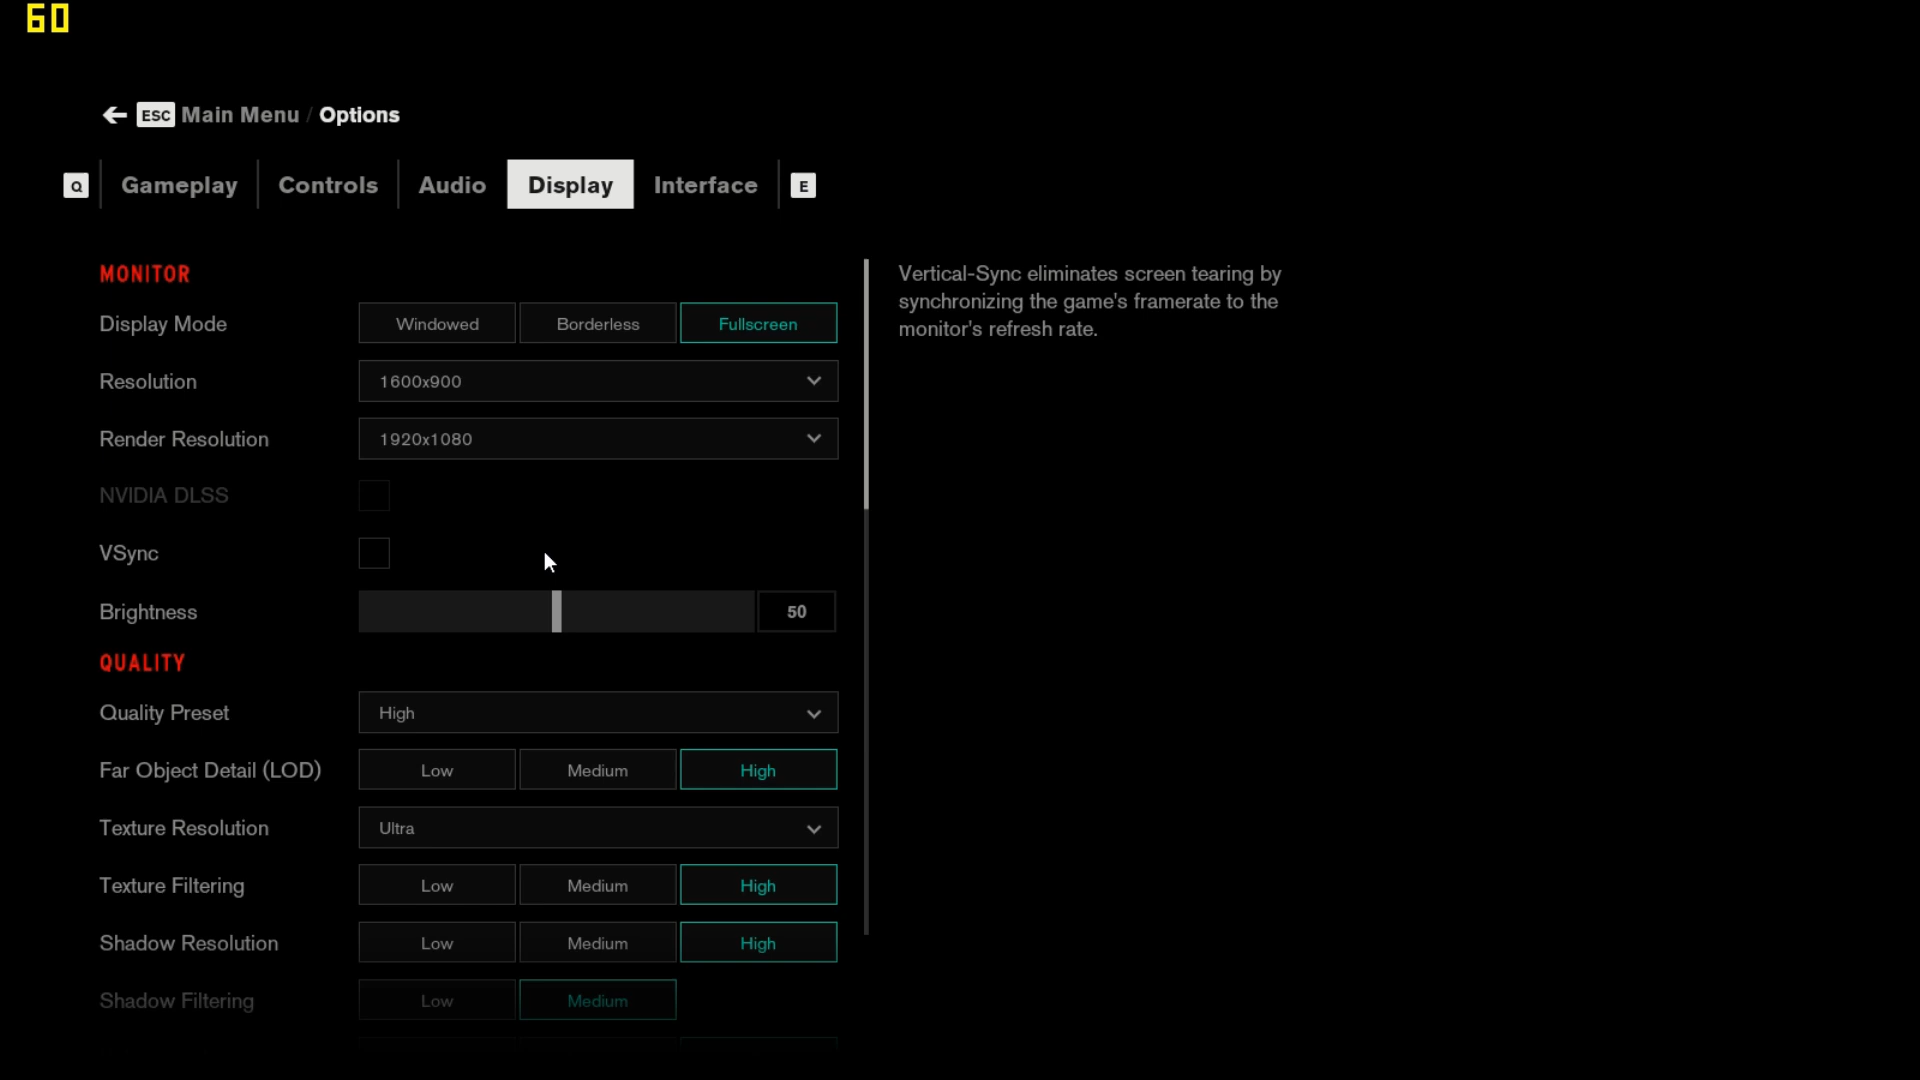 60
ESC Main Menu / Options
Q Gameplay Controls Audio Display Interface E
MONITOR
Display Mode Windowed Borderless Fullscreen
Resolution 1600x900
Render Resolution 1920x1080
NVIDIA DLSS
VSync
Brightness 50
QUALITY
Quality Preset High
Far Object Detail (LOD) Low Medium High
Texture Resolution Ultra
Texture Filtering Low Medium High
Shadow Resolution Low Medium High
Shadow Filtering Low Medium
Vertical-Sync eliminates screen tearing by
synchronizing the game's framerate to the
monitor's refresh rate.